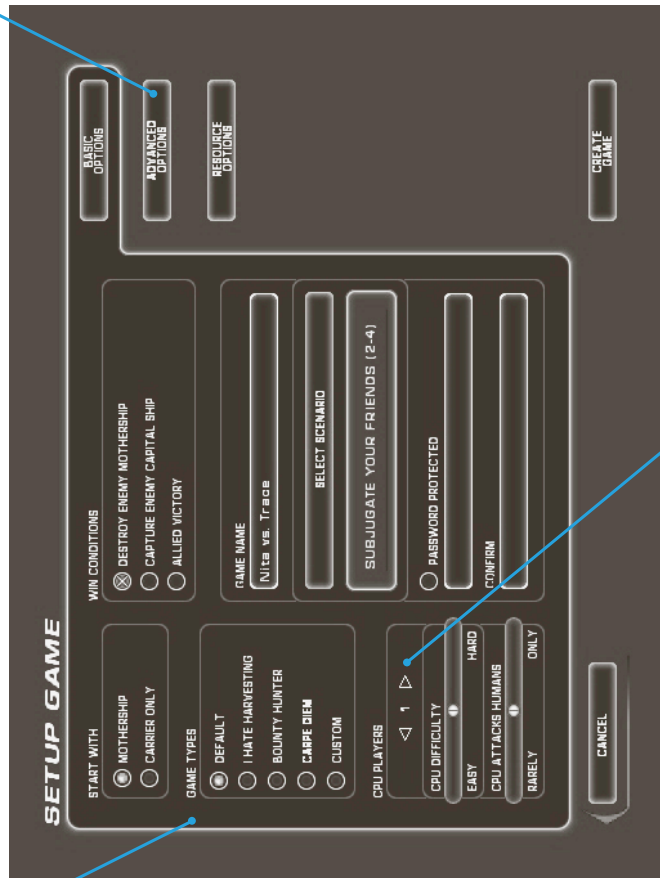 SETUP GAME
START WITH
MOTHERSHIP
CARRIER ONLY
GAME TYPES
DEFAULT
I HATE HARVESTING
BOUNTY HUNTER
CARPE DIEM
CUSTOM
CPU PLAYERS
1
CPU DIFFICULTY
EASY HARD
CPU ATTACKS HUMANS
RARELY ONLY
WIN CONDITIONS
DESTROY ENEMY MOTHERSHIP
CAPTURE ENEMY CAPITAL SHIP
ALLIED VICTORY
GAME NAME
Nita vs. Trace
SELECT SCENARIO
SUBJUGATE YOUR FRIENDS (2-4)
PASSWORD PROTECTED
CONFIRM
BASIC
OPTIONS
ADVANCED
OPTIONS
RESOURCE
OPTIONS
CANCEL
CREATE
GAME